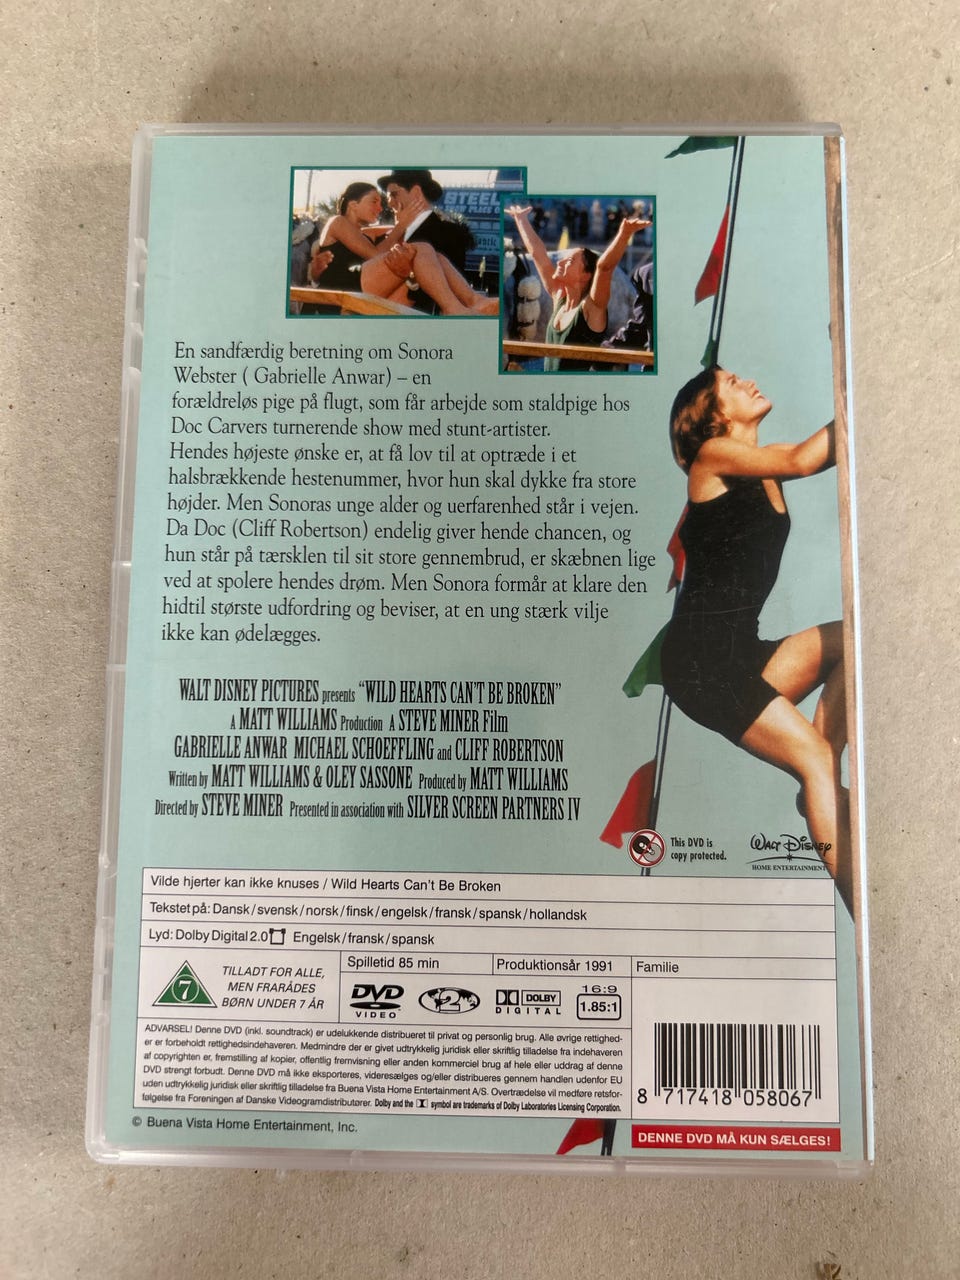 STEEL
En sandfærdig beretning om Sonora
Webster ( Gabrielle Anwar) – en
forældreløs pige på flugt, som får arbejde som staldpige hos
Doc Carvers turnerende show med stunt-artister.
Hendes højeste ønske er, at få lov til at optræde i et
halsbrækkende hestenummer, hvor hun skal dykke fra store
højder. Men Sonoras unge alder og uerfarenhed står i vejen.
Da Doc (Cliff Robertson) endelig giver hende chancen, og
hun står på tærsklen til sit store gennembrud, er skæbnen lige
ved at spolere hendes drøm. Men Sonora formår at klare den
hidtil største udfordring og beviser, at en ung stærk vilje
ikke kan ødelægges.
WALT DISNEY PICTURES presents “WILD HEARTS CAN’T BE BROKEN”
A MATT WILLIAMS Production A STEVE MINER Film
GABRIELLE ANWAR MICHAEL SCHOEFFLING and CLIFF ROBERTSON
Written by MATT WILLIAMS & OLEY SASSONE Produced by MATT WILLIAMS
Directed by STEVE MINER Presented in association with SILVER SCREEN PARTNERS IV
This DVD is
copy protected.
WALT DISNEY
HOME ENTERTAINMENT
Vilde hjerter kan ikke knuses / Wild Hearts Can’t Be Broken
Tekstet på: Dansk/svensk/norsk/finsk/engelsk/fransk/spansk/hollandsk
Lyd: Dolby Digital 2.0 Engelsk/fransk/spansk
7
TILLADT FOR ALLE,
MEN FRARÅDES
BØRN UNDER 7 ÅR
Spilletid 85 min
Produktionsår 1991
Familie
DVD
VIDEO
2
DOLBY
DIGITAL
16:9
1.85:1
ADVARSEL! Denne DVD (inkl. soundtrack) er udelukkende distribueret til privat og personlig brug. Alle øvrige rettighed-
er er forbeholdt rettighedsindehaveren. Medmindre der er givet udtrykkelig juridisk eller skriftlig tilladelse fra indehaveren
af copyrighten er, fremstilling af kopier, offentlig fremvisning eller anden kommerciel brug af hele eller uddrag af denne
DVD strengt forbudt. Denne DVD må ikke eksporteres, videresælges og/eller distribueres gennem handlen udenfor EU
uden udtrykkelig juridisk eller skriftlig tilladelse fra Buena Vista Home Entertainment A/S. Overtrædelse vil medføre retsfor-
følgelse fra Foreningen af Danske Videogramdistributører. Dolby and the symbol are trademarks of Dolby Laboratories Licensing Corporation.
8 717418 058067
© Buena Vista Home Entertainment, Inc.
DENNE DVD MÅ KUN SÆLGES!